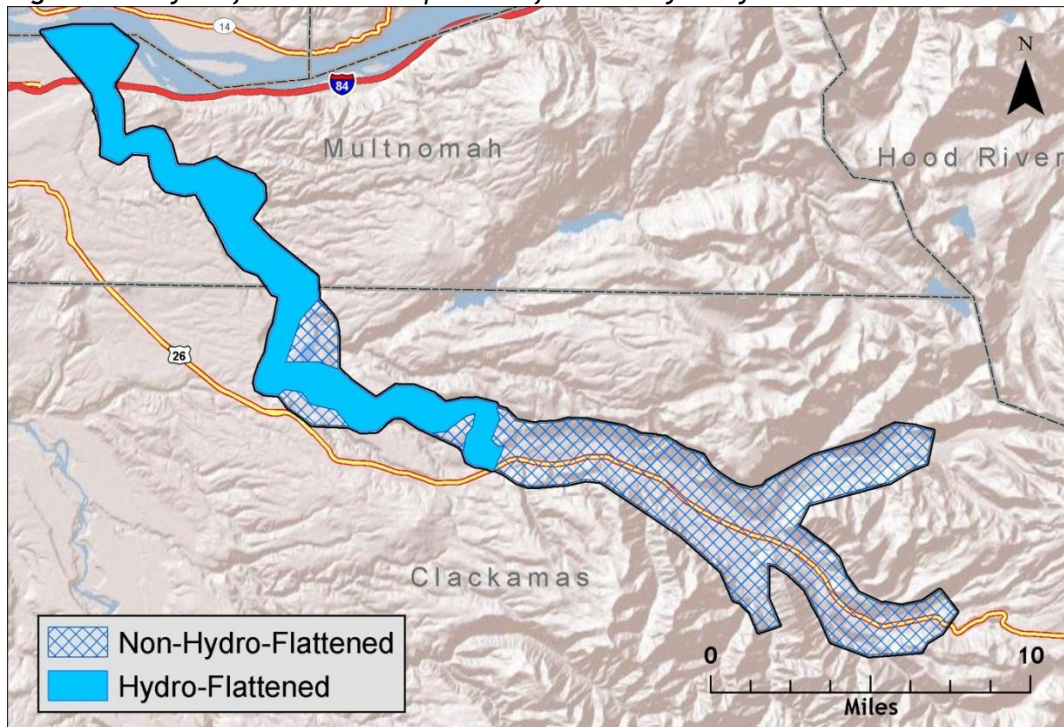 14
84
N
Multnomah
Hood River
26
Clackamas
Non-Hydro-Flattened
Hydro-Flattened
0 10
Miles